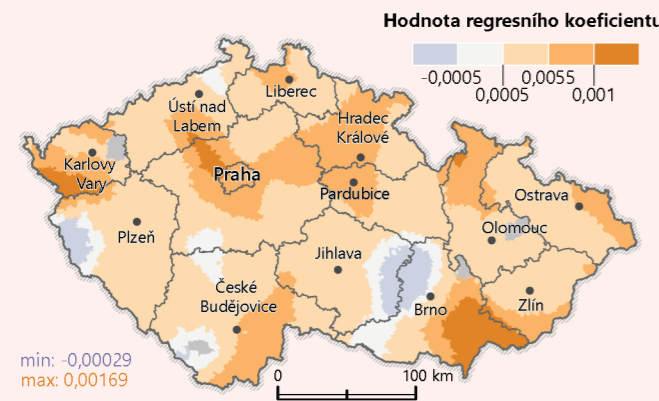 Hodnota regresního koeficientu
-0,0005
0,0055
0,0005
0,001
Liberec
Ústí nad
Labem
Hradec
Králové
Karlovy
Vary
Praha
Pardubice
Ostrava
Plzeň
Olomouc
Jihlava
České
Budějovice
Brno
Zlín
min: -0,00029
max: 0,00169
0
100 km